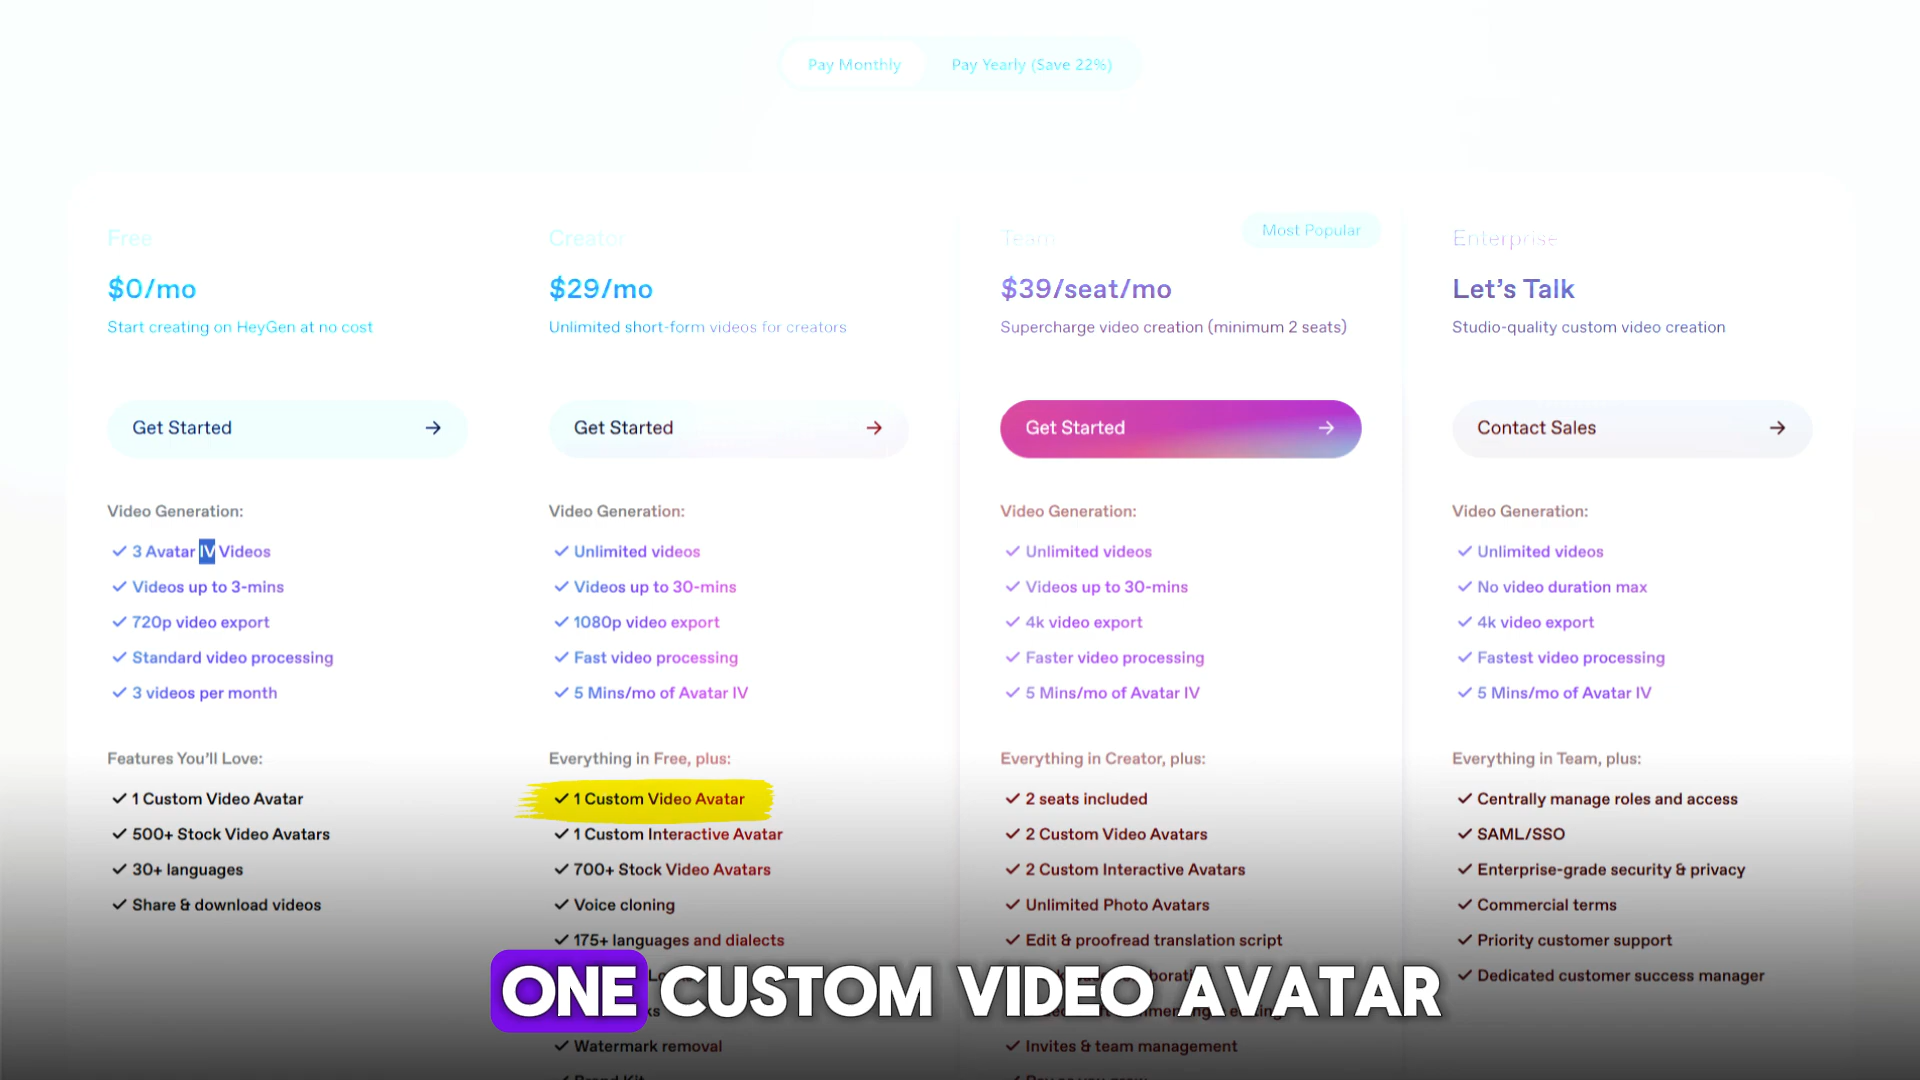 Pay Monthly
Pay Yearly (Save 22%)
Free
$0/mo
Start creating on HeyGen at no cost
Get Started
Video Generation:
3 Avatar IV Videos
Videos up to 3-mins
720p video export
Standard video processing
3 videos per month
Features You’ll Love:
1 Custom Video Avatar
500+ Stock Video Avatars
30+ languages
Share & download videos
Creator
$29/mo
Unlimited short-form videos for creators
Get Started
Video Generation:
Unlimited videos
Videos up to 30-mins
1080p video export
Fast video processing
5 Mins/mo of Avatar IV
Everything in Free, plus:
1 Custom Video Avatar
1 Custom Interactive Avatar
700+ Stock Video Avatars
Voice cloning
175+ languages and dialects
Watermark removal
Team
Most Popular
$39/seat/mo
Supercharge video creation (minimum 2 seats)
Get Started
Video Generation:
Unlimited videos
Videos up to 30-mins
4k video export
Faster video processing
5 Mins/mo of Avatar IV
Everything in Creator, plus:
2 seats included
2 Custom Video Avatars
2 Custom Interactive Avatars
Unlimited Photo Avatars
Edit & proofread translation script
Invites & team management
Enterprise
Let’s Talk
Studio-quality custom video creation
Contact Sales
Video Generation:
Unlimited videos
No video duration max
4k video export
Fastest video processing
5 Mins/mo of Avatar IV
Everything in Team, plus:
Centrally manage roles and access
SAML/SSO
Enterprise-grade security & privacy
Commercial terms
Priority customer support
Dedicated customer success manager
ONE CUSTOM VIDEO AVATAR